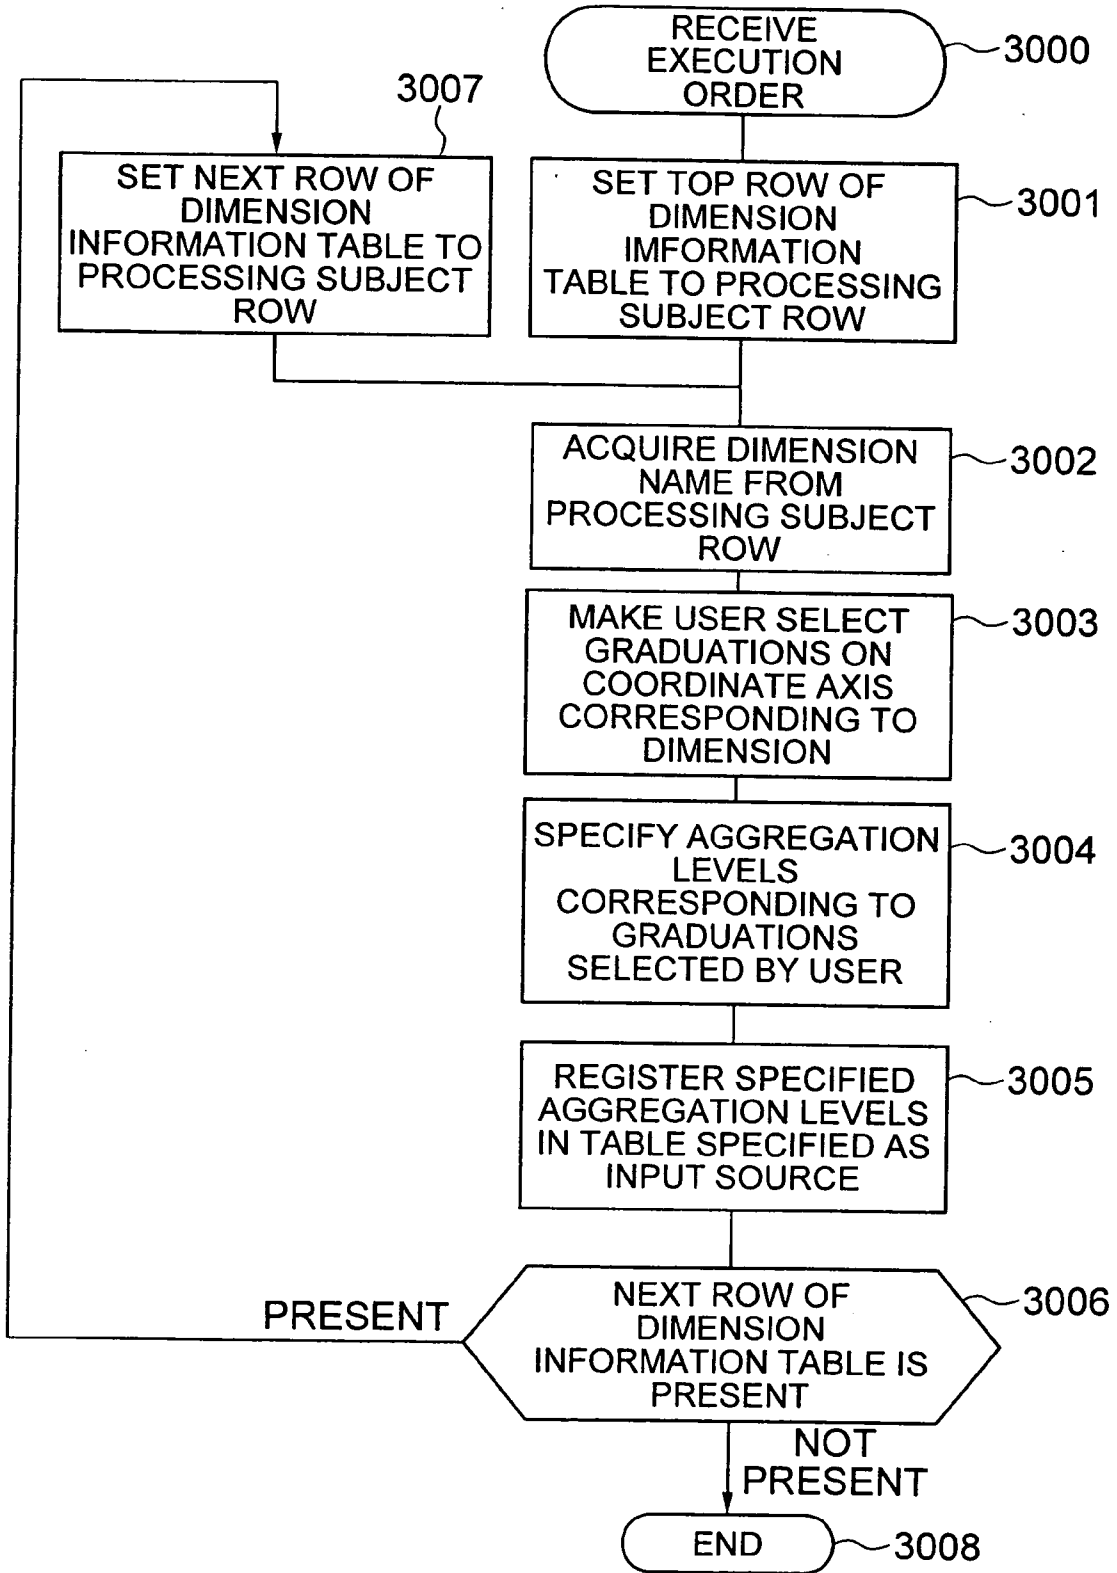 RECEIVE
EXECUTION
ORDER
3000
3007
SET NEXT ROW OF
DIMENSION
INFORMATION TABLE TO
PROCESSING SUBJECT
ROW
SET TOP ROW OF
DIMENSION
IMFORMATION
TABLE TO PROCESSING
SUBJECT ROW
3001
ACQUIRE DIMENSION
NAME FROM
PROCESSING SUBJECT
ROW
3002
MAKE USER SELECT
GRADUATIONS ON
COORDINATE AXIS
CORRESPONDING TO
DIMENSION
3003
SPECIFY AGGREGATION
LEVELS
CORRESPONDING TO
GRADUATIONS
SELECTED BY USER
3004
REGISTER SPECIFIED
AGGREGATION LEVELS
IN TABLE SPECIFIED AS
INPUT SOURCE
3005
PRESENT
NEXT ROW OF
DIMENSION
INFORMATION TABLE IS
PRESENT
3006
NOT
PRESENT
END
3008